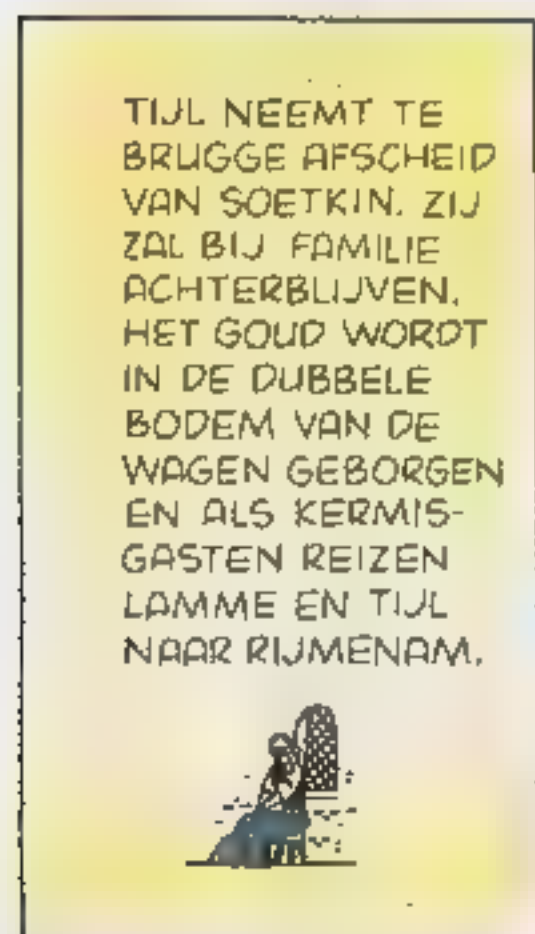 TIJL NEEMT TE
BRUGGE AFSCHEID
VAN SOETKIN. ZIJ
ZAL BIJ FAMILIE
ACHTERBLIJVEN.
HET GOUD WORDT
IN DE DUBBELE
BODEM VAN DE
WAGEN GEBORGEN
EN ALS KERMIS-
GASTEN REIZEN
LAMME EN TIJL
NAAR RIJMENAM.